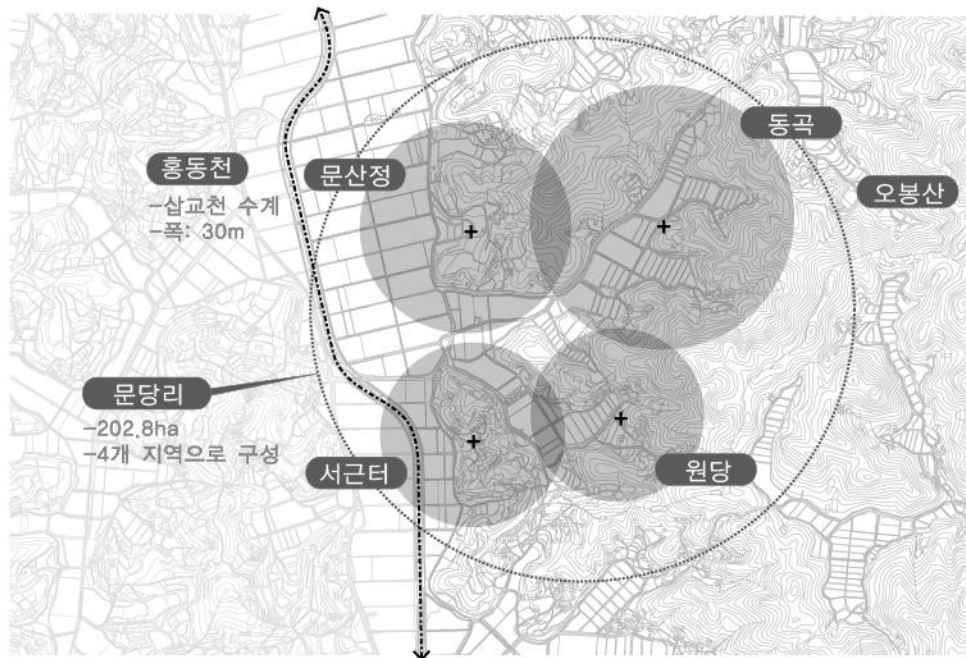 동곡
홍동천
문산정
오봉산
-삽교천 수계
-폭: 30m
문당리
-202.8ha
-4개 지역으로 구성
서근터
원당